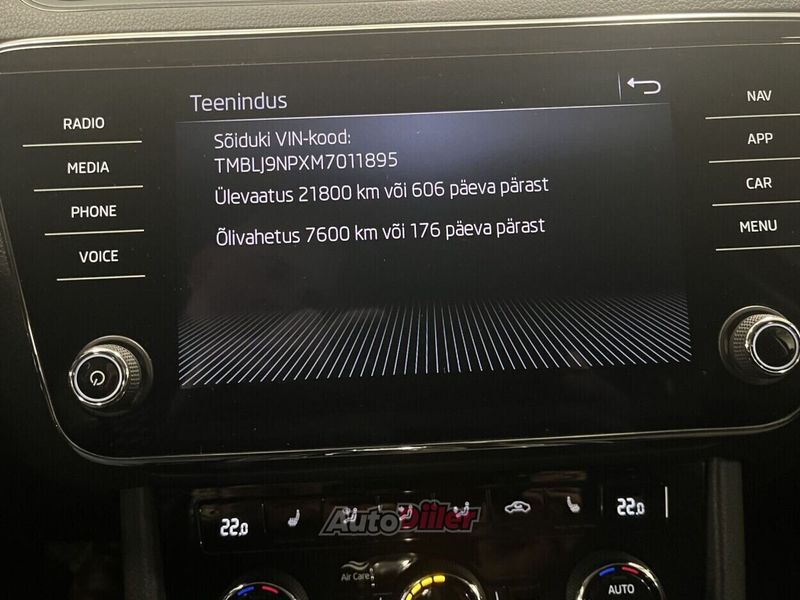 Teenindus
Sõiduki VIN-kood:
TMBLJ9NPXM7011895
Ülevaatus 21800 km või 606 päeva pärast
Õlivahetus 7600 km või 176 päeva pärast
RADIO
MEDIA
PHONE
VOICE
NAV
APP
CAR
MENU
22.0
AutoDiiler
22.0
Air Care
AUTO